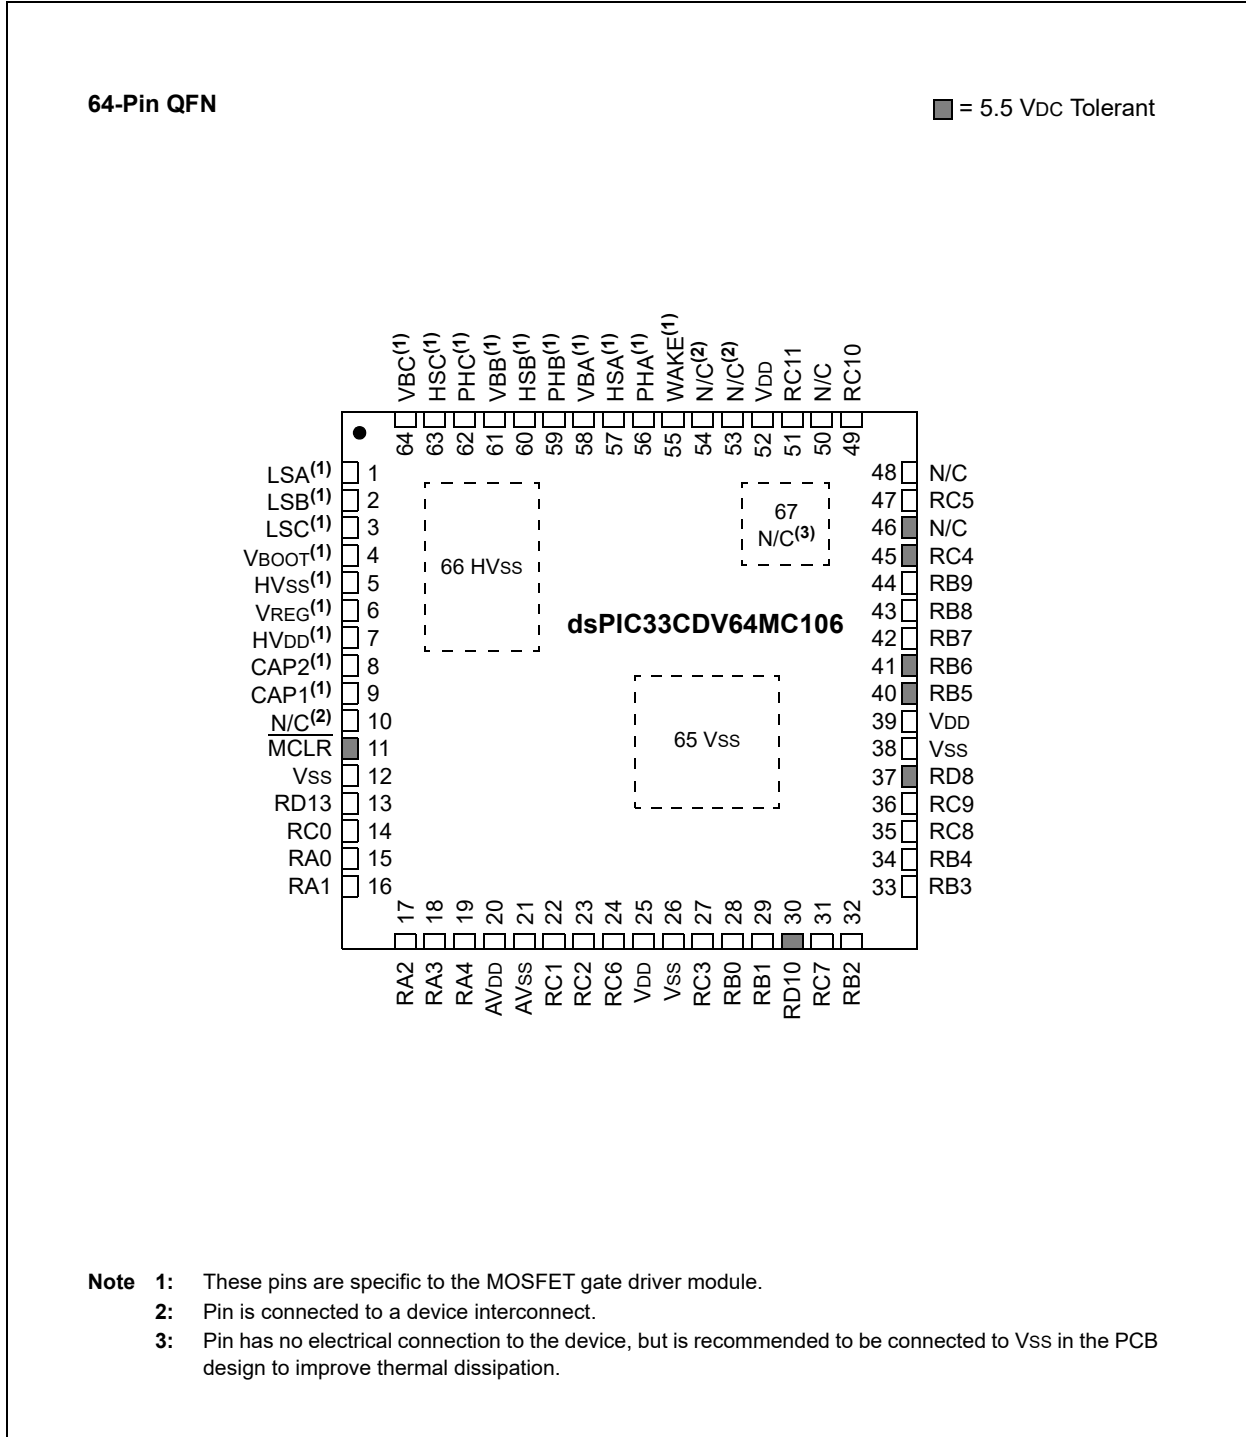 64-Pin QFN
= 5.5 VDC Tolerant
VBC(1)
HSC(1)
PHC(1)
VBB(1)
HSB(1)
PHB(1)
VBA(1)
HSA(1)
PHA(1)
WAKE(1)
N/C(2)
N/C(2)
VDD
RC11
N/C
RC10
64
63
62
61
60
59
58
57
56
55
54
53
52
51
50
49
LSA(1) 1
LSB(1) 2
LSC(1) 3
VBOOT(1) 4
HVSS(1) 5
VREG(1) 6
HVDD(1) 7
CAP2(1) 8
CAP1(1) 9
N/C(2) 10
MCLR 11
VSS 12
RD13 13
RC0 14
RA0 15
RA1 16
66 HVSS
67
N/C(3)
dsPIC33CDV64MC106
65 VSS
48 N/C
47 RC5
46 N/C
45 RC4
44 RB9
43 RB8
42 RB7
41 RB6
40 RB5
39 VDD
38 VSS
37 RD8
36 RC9
35 RC8
34 RB4
33 RB3
17
18
19
20
21
22
23
24
25
26
27
28
29
30
31
32
RA2
RA3
RA4
AVDD
AVSS
RC1
RC2
RC6
VDD
VSS
RC3
RB0
RB1
RD10
RC7
RB2
Note 1: These pins are specific to the MOSFET gate driver module.
2: Pin is connected to a device interconnect.
3: Pin has no electrical connection to the device, but is recommended to be connected to VSS in the PCB
design to improve thermal dissipation.